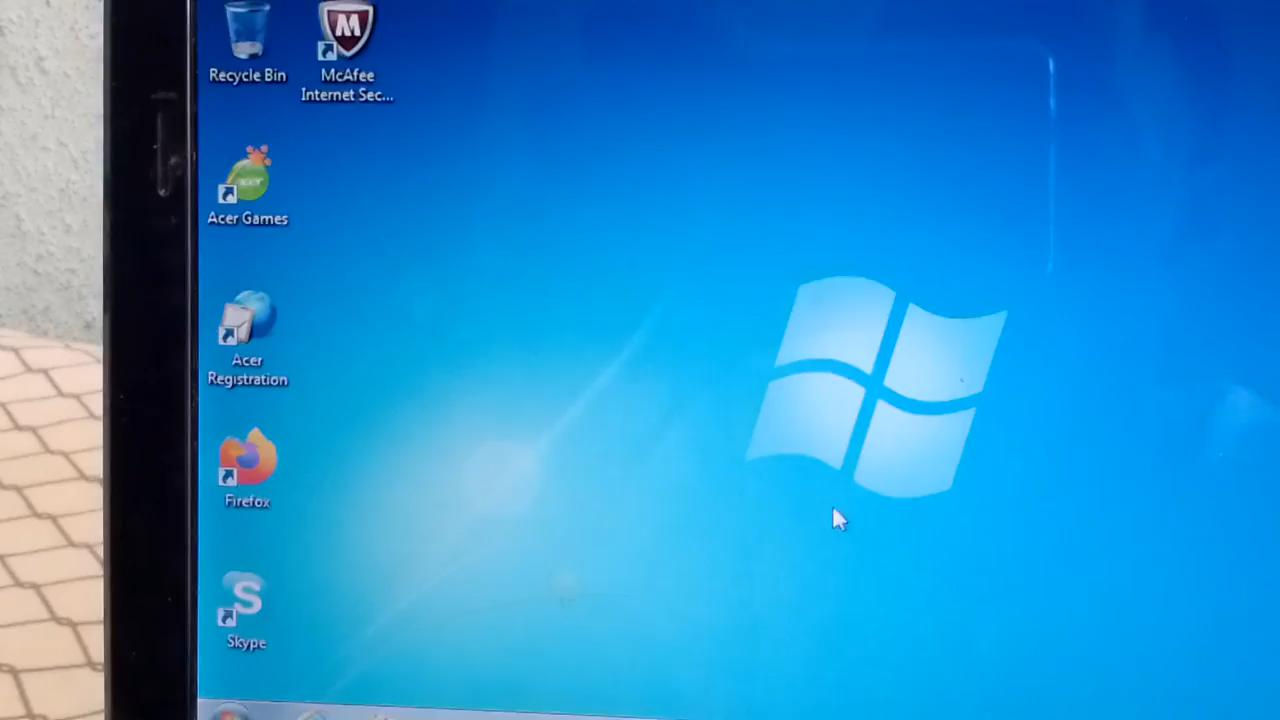 Recycle Bin
McAfee
Internet Sec...
Acer Games
Acer
Registration
Firefox
Skype